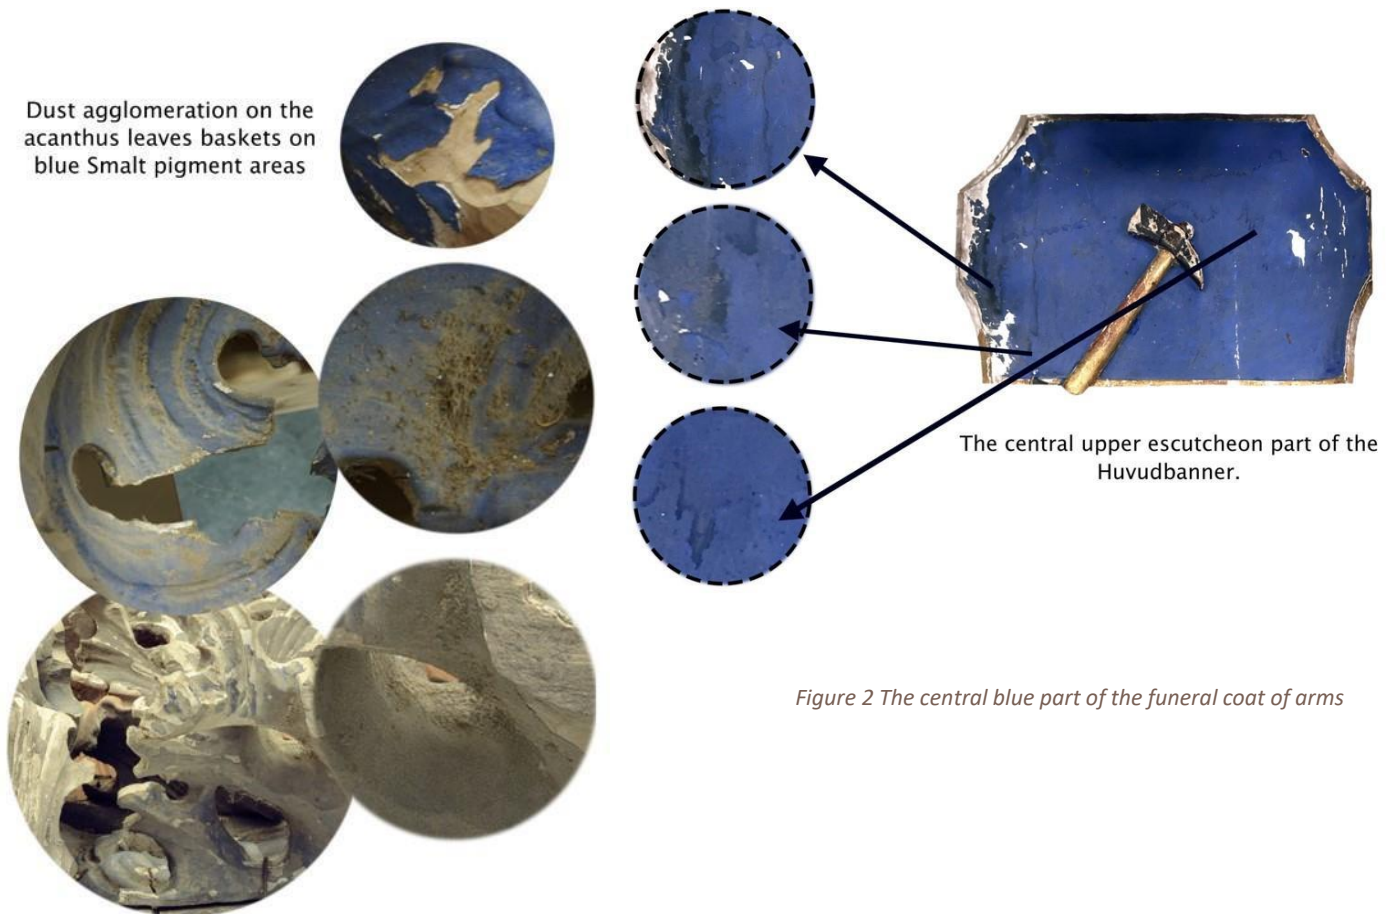 Dust agglomeration on the
acanthus leaves baskets on
blue Smalt pigment areas
The central upper escutcheon part of the
Huvudbanner.
Figure 2 The central blue part of the funeral coat of arms